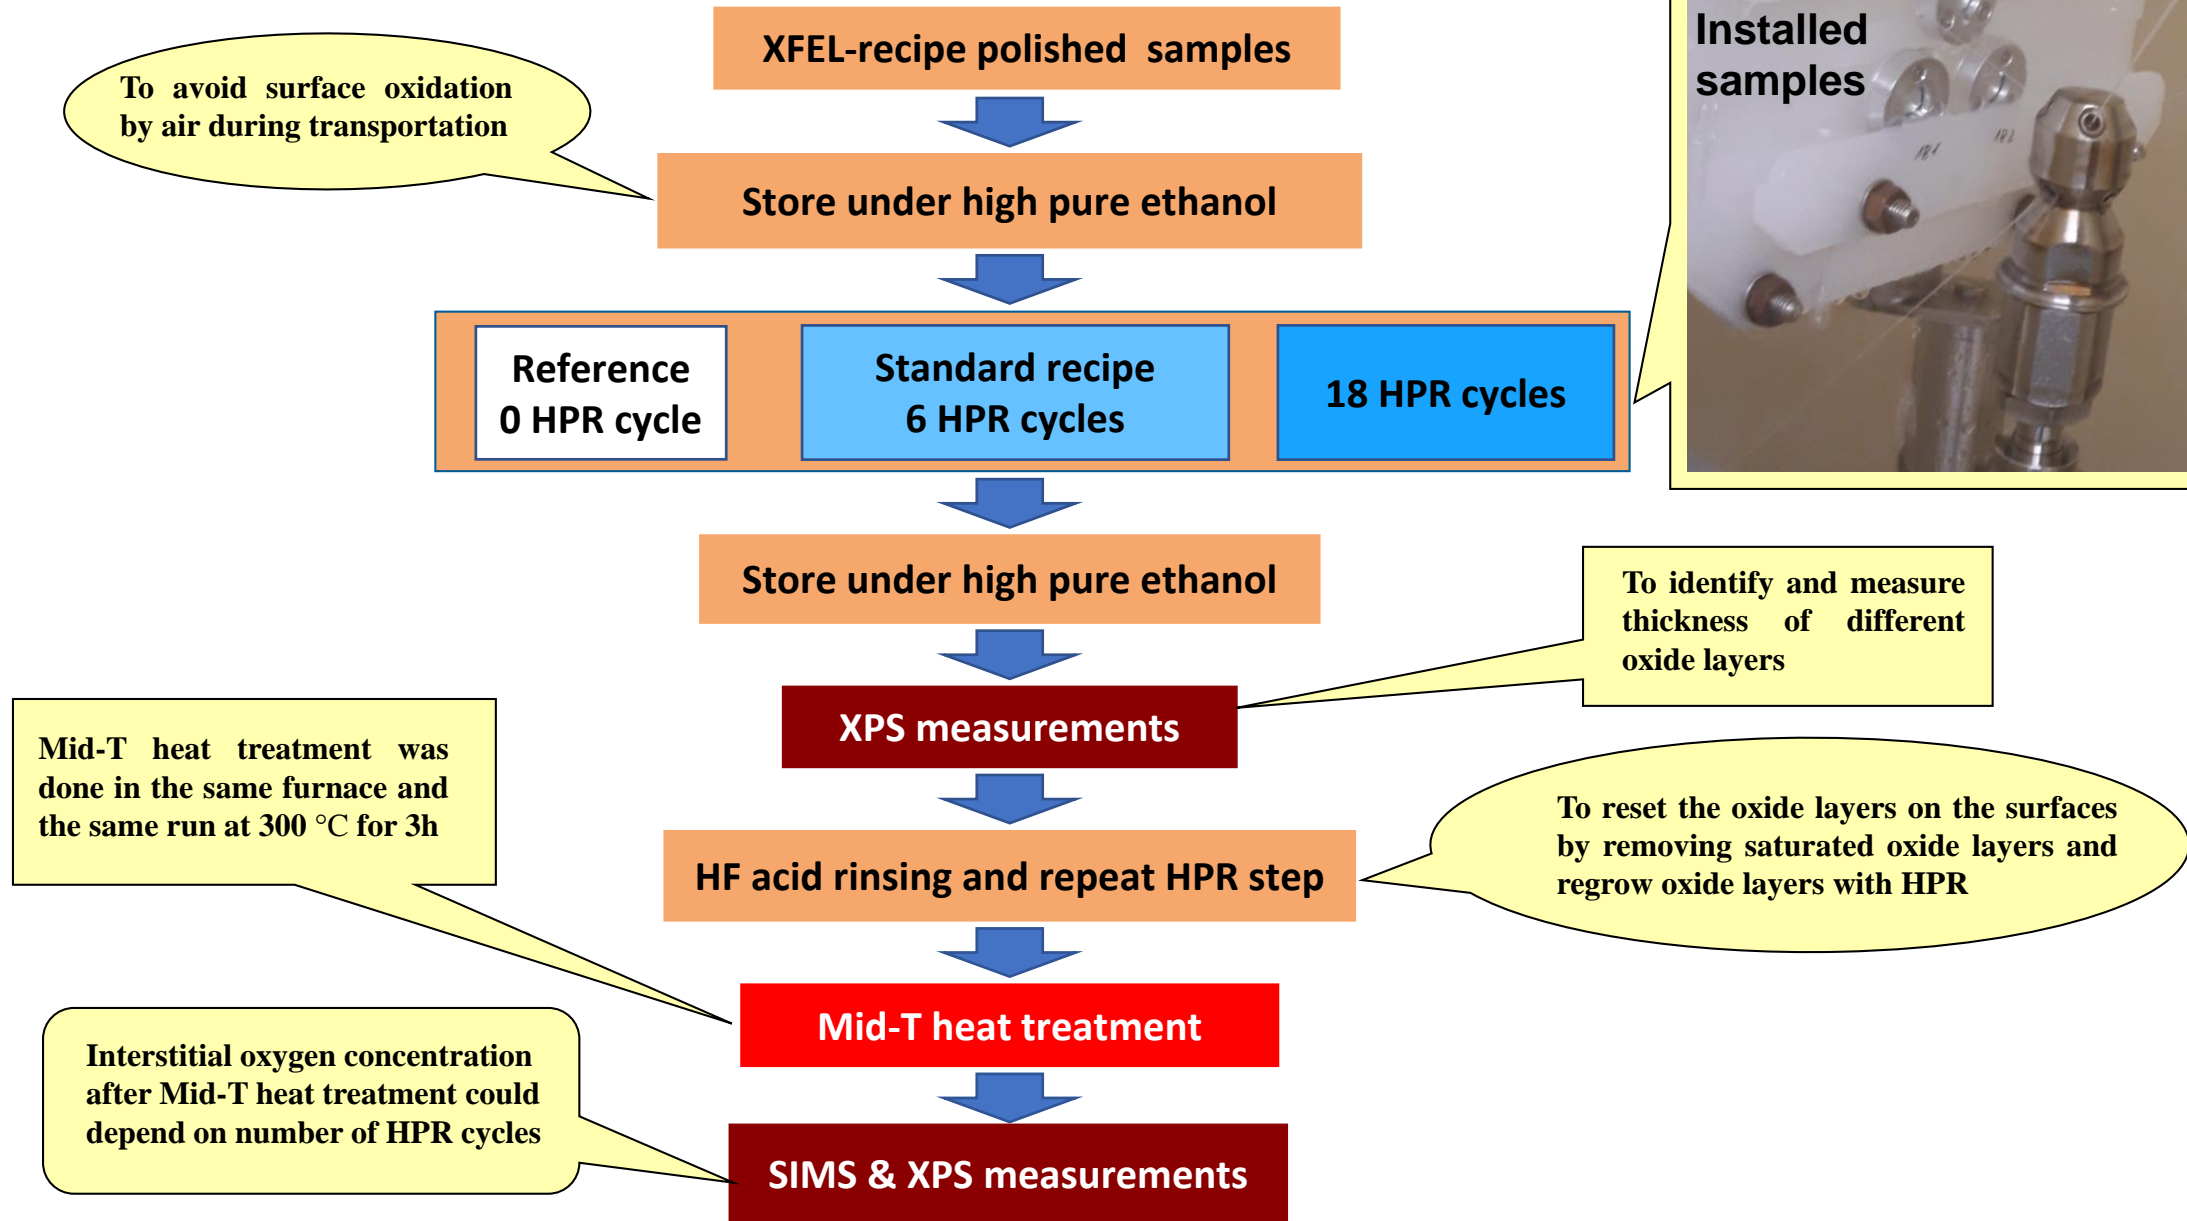 XFEL-recipe polished samples
Installed
samples
181
182
To avoid surface oxidation
by air during transportation
Store under high pure ethanol
Reference
0 HPR cycle
Standard recipe
6 HPR cycles
18 HPR cycles
Store under high pure ethanol
To identify and measure
thickness of different
oxide layers
XPS measurements
Mid-T heat treatment was
done in the same furnace and
the same run at 300 °C for 3h
To reset the oxide layers on the surfaces
by removing saturated oxide layers and
regrow oxide layers with HPR
HF acid rinsing and repeat HPR step
Mid-T heat treatment
Interstitial oxygen concentration
after Mid-T heat treatment could
depend on number of HPR cycles
SIMS & XPS measurements